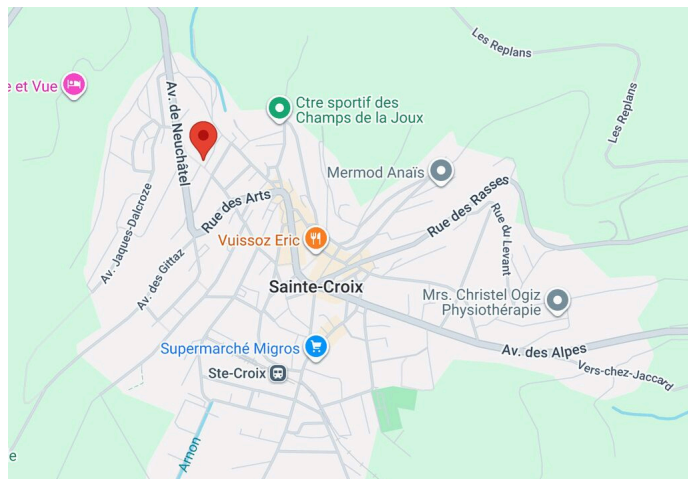 Les Replans
Les Replans
e et Vue
Av. de Neuchâtel
Ctre sportif des
Champs de la Joux
Mermod Anaïs
Rue des Arts
Rue des Rasses
Av. Jaques-Dalcroze
Vuissoz Eric
Rue du Levant
Av. des Gittaz
Sainte-Croix
Mrs. Christel Ogiz
Physiothérapie
Supermarché Migros
Av. des Alpes
Ste-Croix
Vers-chez-Jaccard
Arnon
e